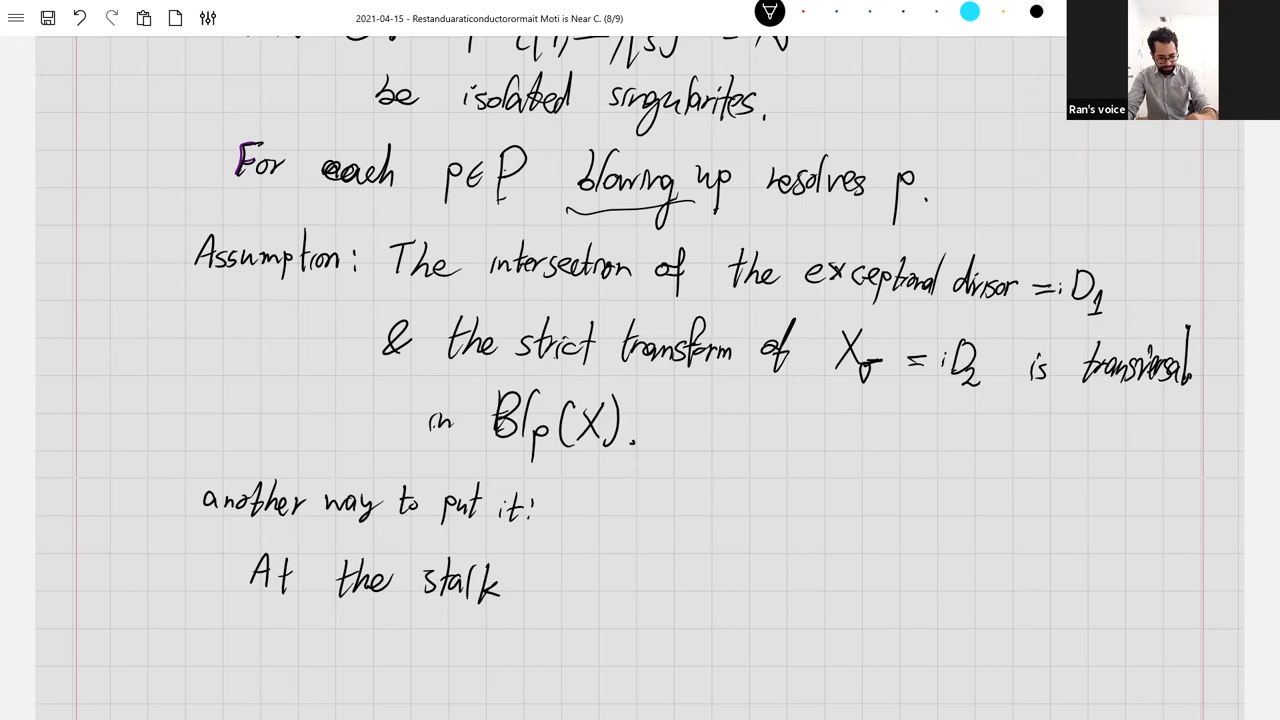 2021-04-15 - Restanduaraticonductorormait Moti is Near C. (8/9)
Ran's voice
be isolated singularites.
For each p∈P blowing up resolves p.
Assumption: The intersection of the exceptional divisor =: D₁
& the strict transform of X_σ =: D₂ is transversal
in Bl_p(X).
another way to put it:
At the stalk